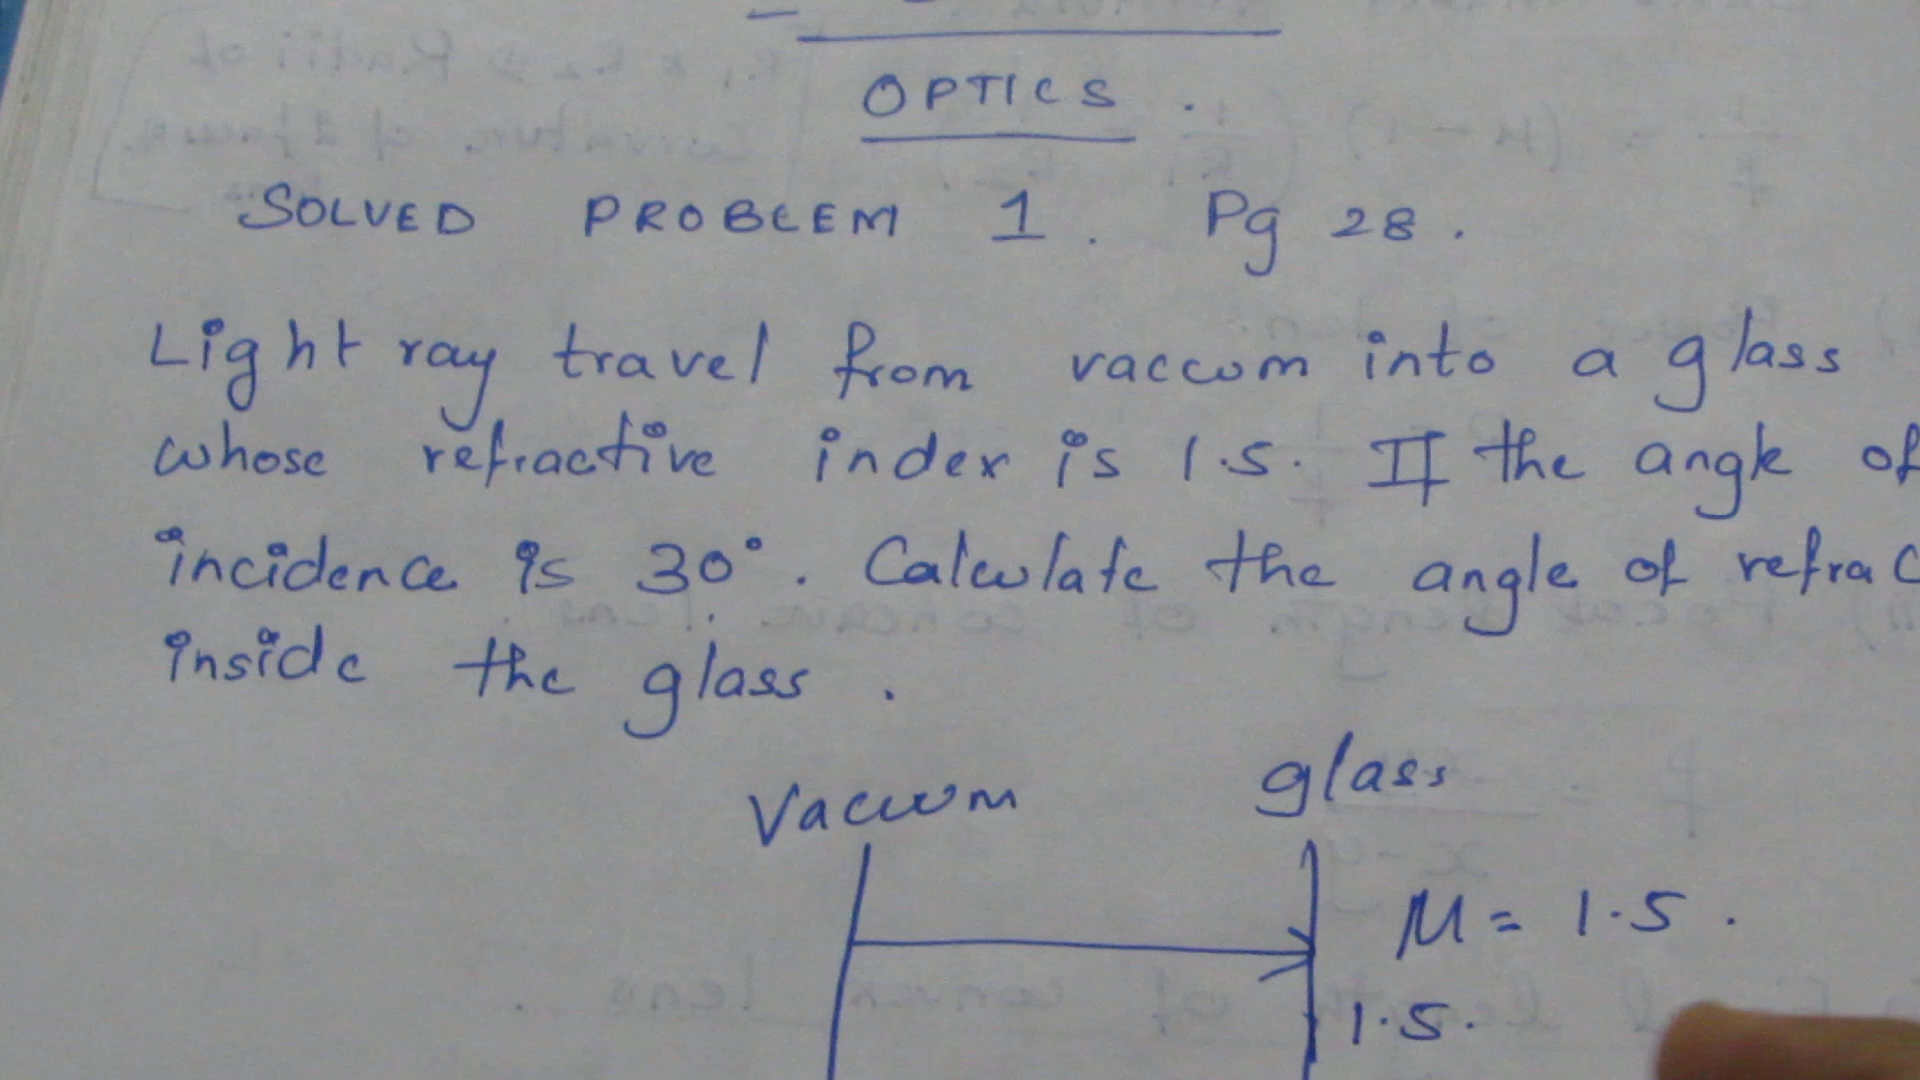 OPTICS.
SOLVED PROBLEM 1. Pg 28.
Light ray travel from vaccum into a glass
whose refractive index is 1.5. If the angle of
incidence is 30°. Calculate the angle of refrac
inside the glass.
Vacuum glass
μ = 1.5.
1.5.